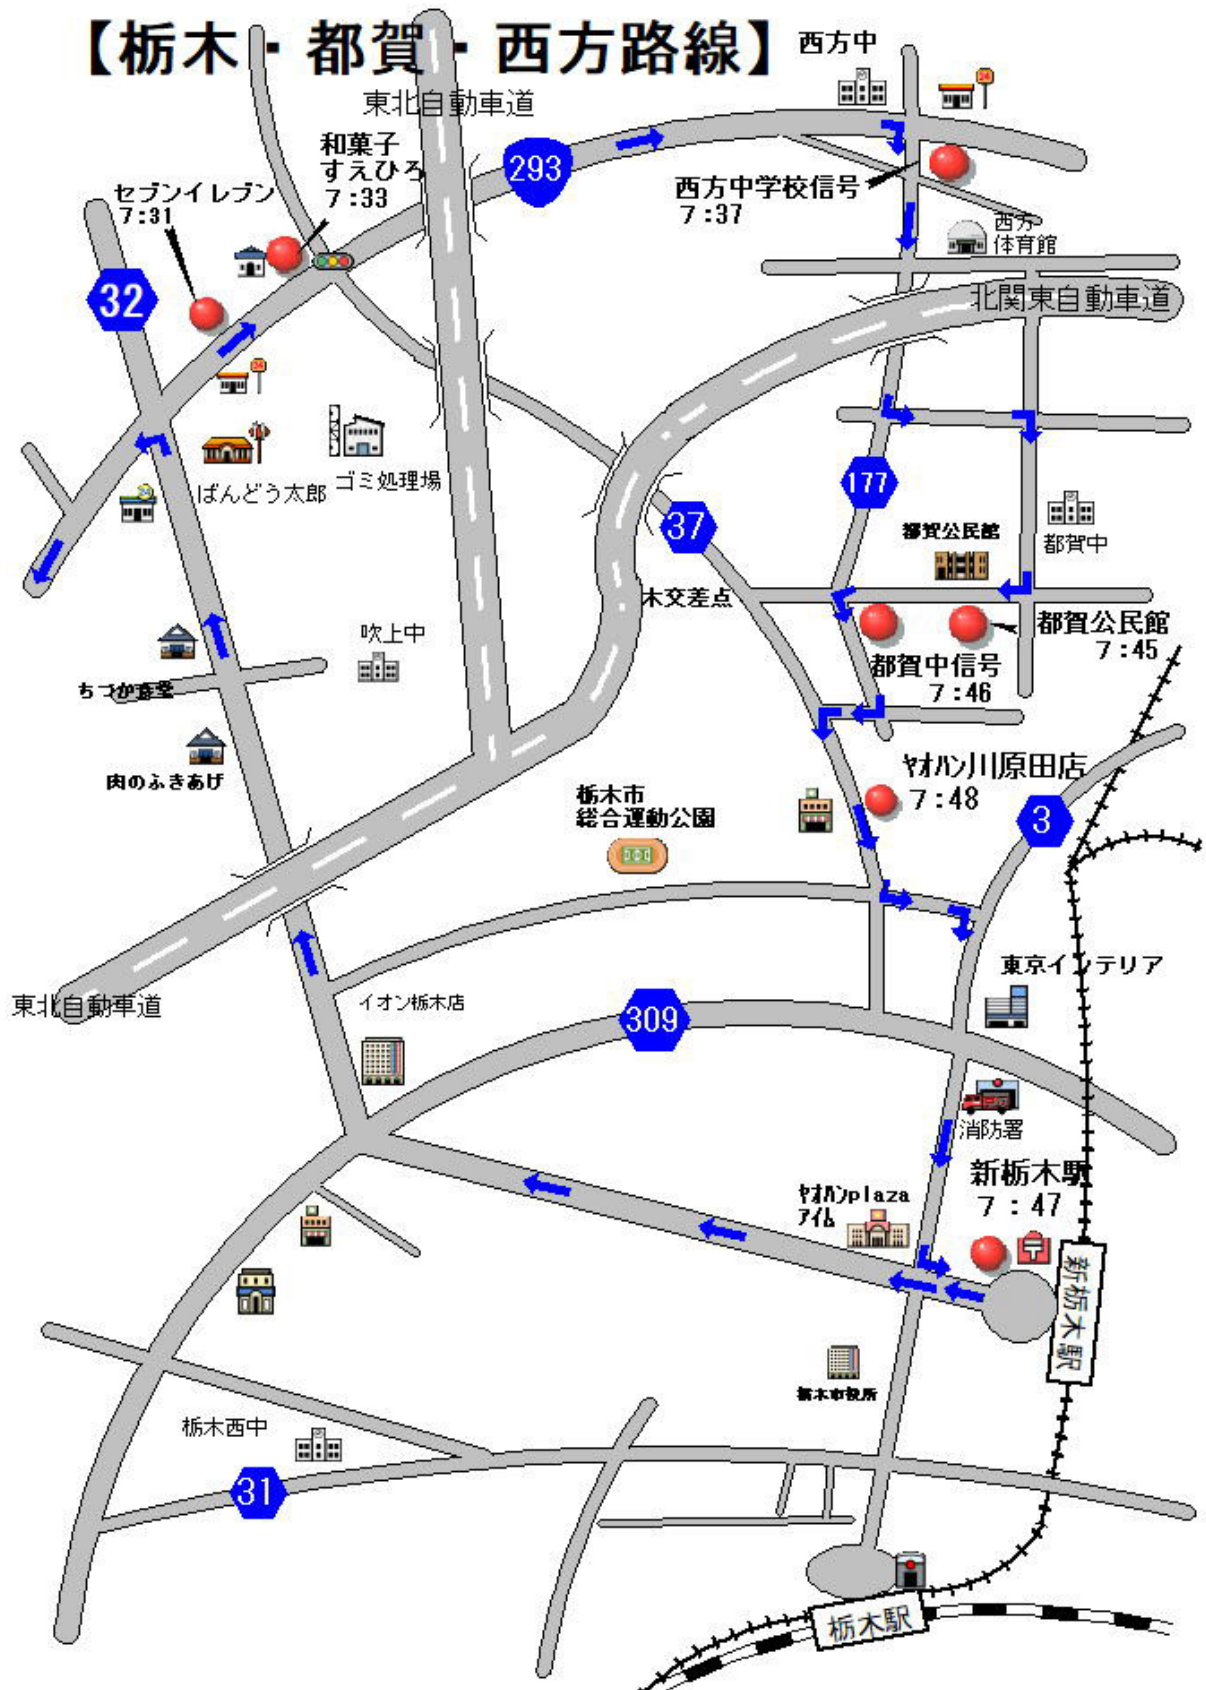 【栃木・都賀・西方路線】
西方中
東北自動車道
和菓子
すえひろ
7:33
293
セブンイレブン
7:31
西方中学校信号
7:37
西方
体育館
32
北関東自動車道
ばんどう太郎
ゴミ処理場
177
37
都賀公民館
都賀中
木交差点
都賀公民館
7:45
吹上中
都賀中信号
7:46
ちづか食堂
肉のふきあげ
ヤオハン川原田店
7:48
栃木市
総合運動公園
3
東京インテリア
東北自動車道
イオン栃木店
309
消防署
新栃木駅
7:47
ヤオハンplaza
アイム
新栃木駅
栃木市役所
栃木西中
31
栃木駅